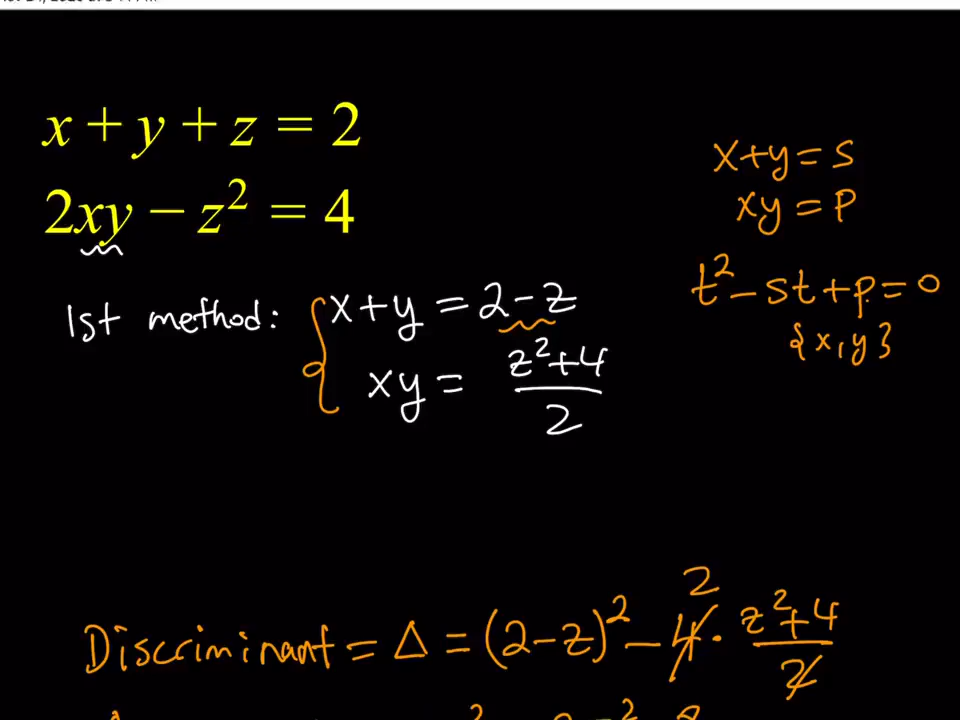 x + y + z = 2
2xy − z² = 4
x+y = s
xy = P
t² − st + p = 0
{x, y}
1st method: { x+y = 2−z
xy = (z²+4)/2
Discriminant = Δ = (2−z)² − 4̸² · (z²+4)/2̸